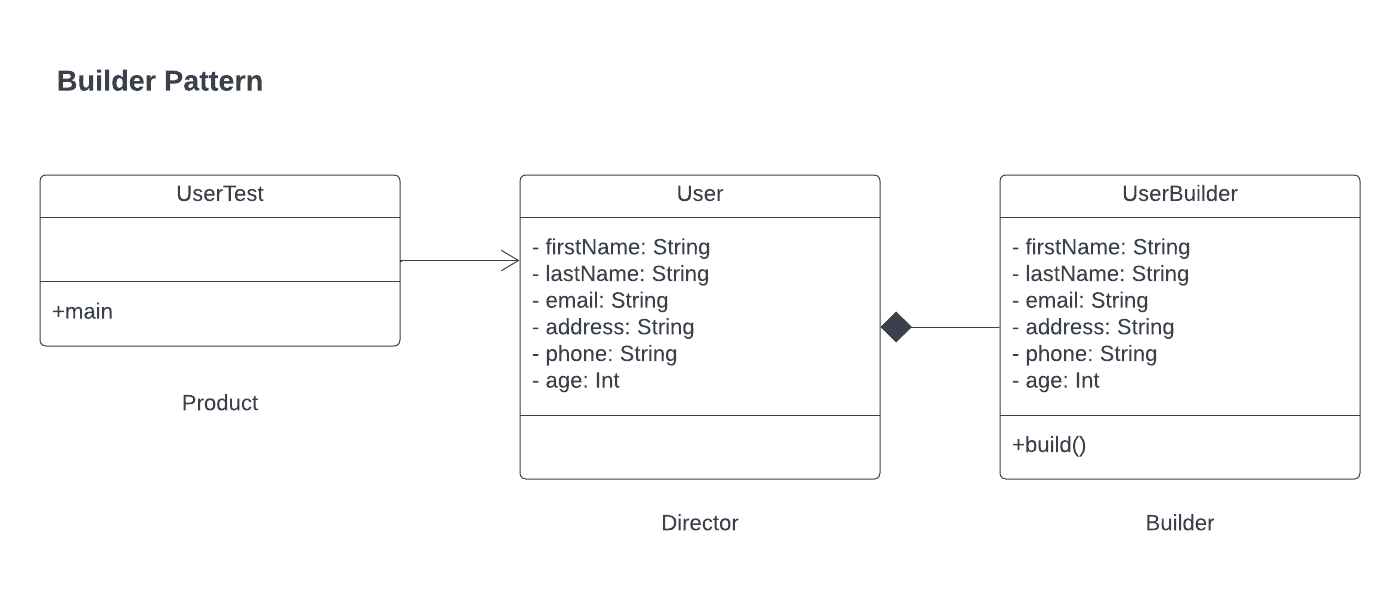 Builder Pattern
UserTest
+main
Product
User
- firstName: String
- lastName: String
- email: String
- address: String
- phone: String
- age: Int
Director
UserBuilder
- firstName: String
- lastName: String
- email: String
- address: String
- phone: String
- age: Int
+build()
Builder